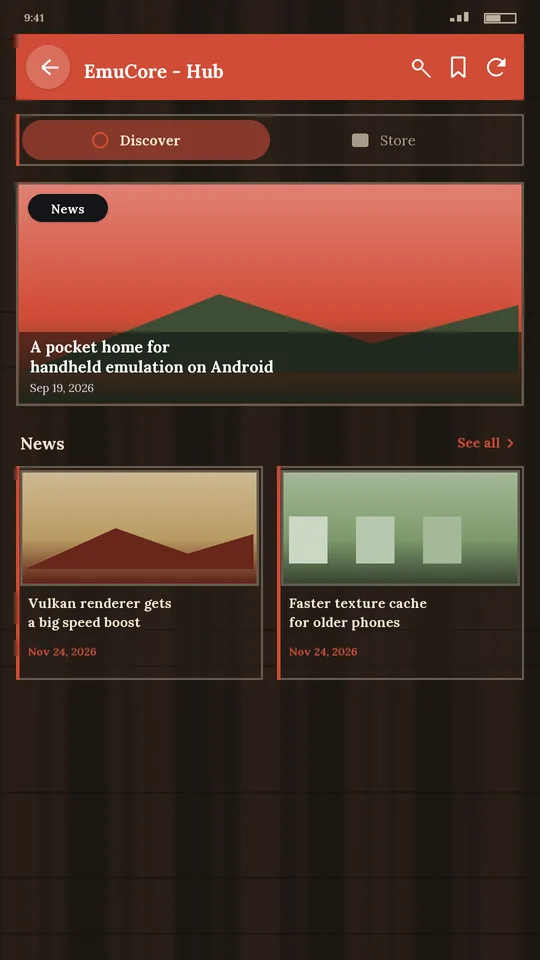 9:41
EmuCore - Hub
Discover
Store
News
A pocket home for
handheld emulation on Android
Sep 19, 2026
News
See all
Vulkan renderer gets
a big speed boost
Nov 24, 2026
Faster texture cache
for older phones
Nov 24, 2026